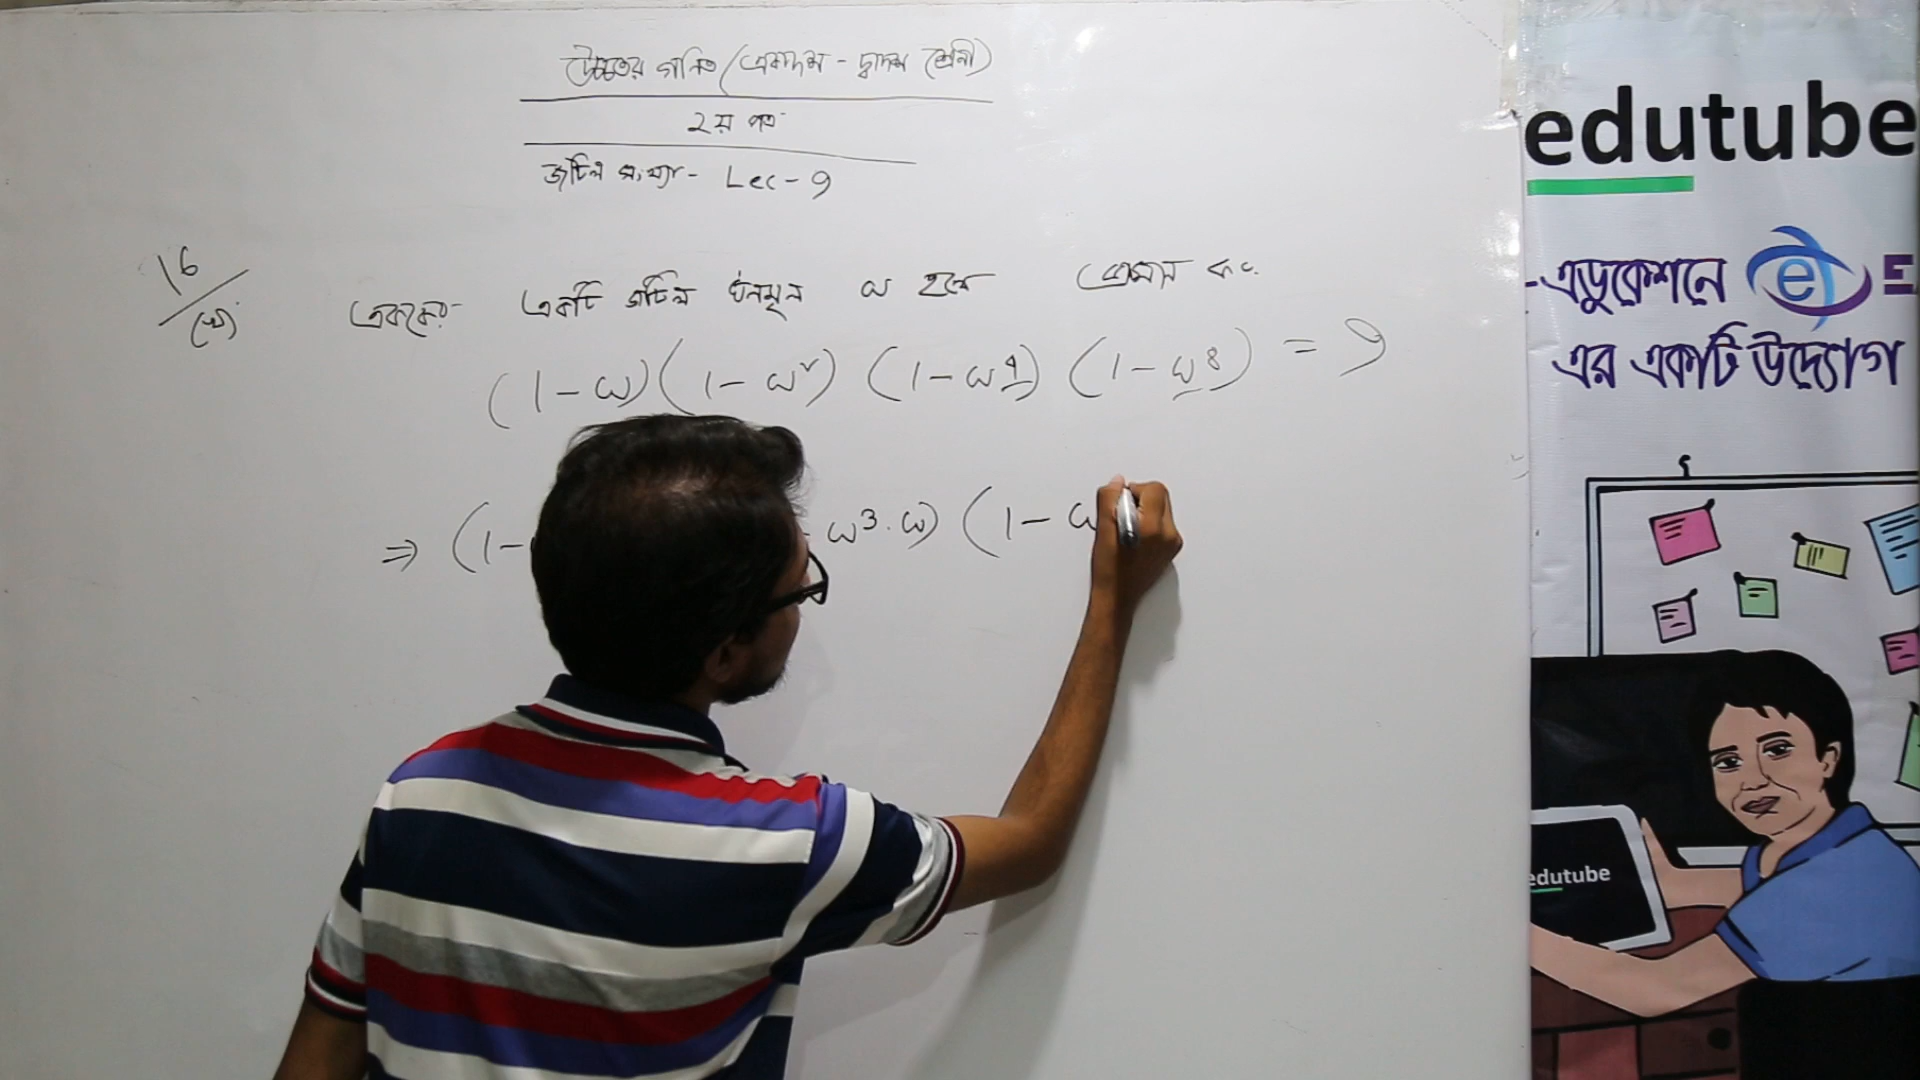 উচ্চতর গনিত (একাদশ - দ্বাদশ শ্রেনী)
২য় পত্র
জটিল সংখ্যা - Lec - 9
16
(খ)
এককের একটি জটিল ঘনমূল ω হলে প্রমান কর
(1-ω)(1-ω²)(1-ω⁴)(1-ω⁸) = 9
⇒ (1- ω³.ω) (1- ω
edutube
-এডুকেশনে e E
এর একটি উদ্যোগ
edutube